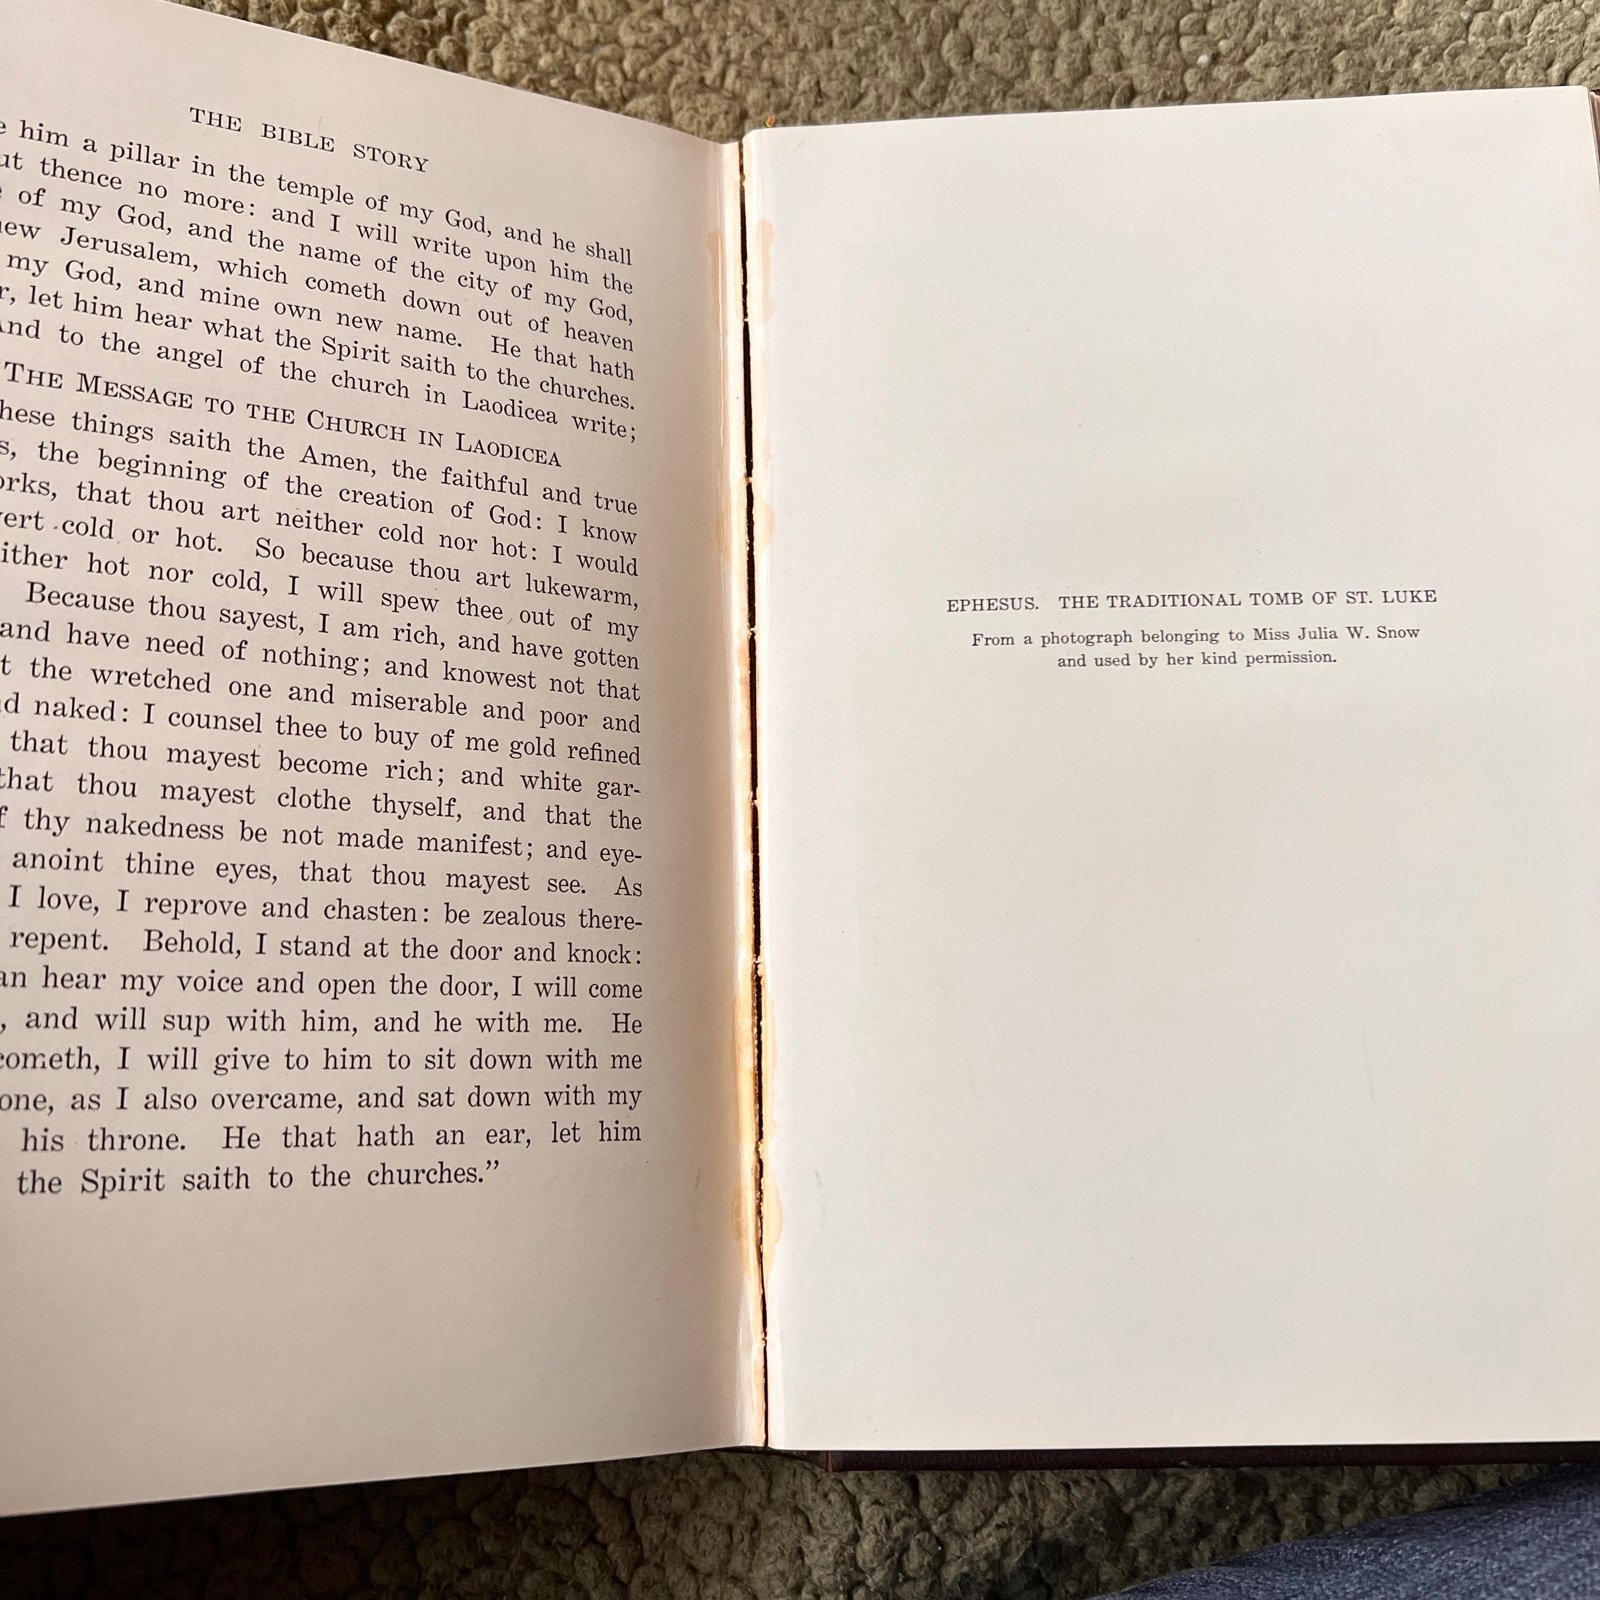 THE BIBLE STORY
him a pillar in the temple of my God, and he shall
thence no more: and I will write upon him the
of my God, and the name of the city of my God,
Jerusalem, which cometh down out of heaven
my God, and mine own new name. He that hath
let him hear what the Spirit saith to the churches.
to the angel of the church in Laodicea write;
THE MESSAGE TO THE CHURCH IN LAODICEA
things saith the Amen, the faithful and true
the beginning of the creation of God: I know
that thou art neither cold nor hot: I would
cold or hot. So because thou art lukewarm,
hot nor cold, I will spew thee out of my
Because thou sayest, I am rich, and have gotten
and have need of nothing; and knowest not that
the wretched one and miserable and poor and
naked: I counsel thee to buy of me gold refined
that thou mayest become rich; and white gar-
that thou mayest clothe thyself, and that the
thy nakedness be not made manifest; and eye-
anoint thine eyes, that thou mayest see. As
I love, I reprove and chasten: be zealous there-
repent. Behold, I stand at the door and knock:
hear my voice and open the door, I will come
and will sup with him, and he with me. He
I will give to him to sit down with me
as I also overcame, and sat down with my
his throne. He that hath an ear, let him
the Spirit saith to the churches.”
EPHESUS. THE TRADITIONAL TOMB OF ST. LUKE
From a photograph belonging to Miss Julia W. Snow
and used by her kind permission.